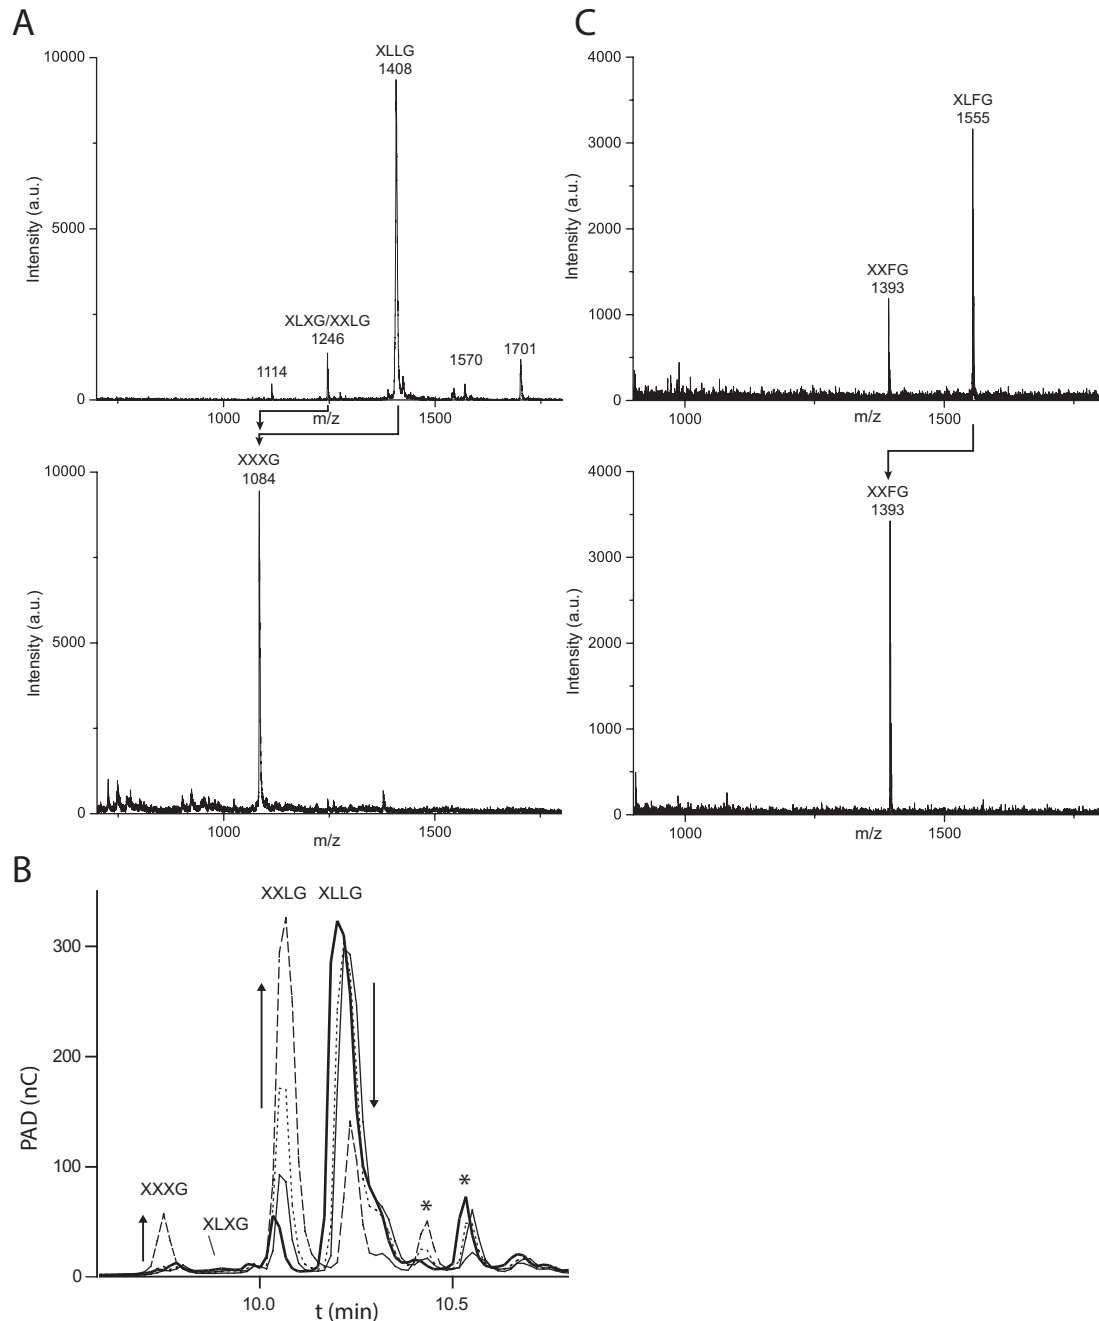 A
10000
5000
0
Intensity (a.u.)
XLLG
1408
XLXG/XXLG
1246
1114
1570
1701
1000
m/z
1500
XXXG
1084
10000
5000
0
Intensity (a.u.)
1000
m/z
1500
C
4000
3000
2000
1000
0
Intensity (a.u.)
XLFG
1555
XXFG
1393
1000
m/z
1500
XXFG
1393
4000
3000
2000
1000
0
Intensity (a.u.)
1000
m/z
1500
B
XXLG XLLG
300
200
100
0
PAD (nC)
XXXG
XLXG
*
*
10.0
10.5
t (min)